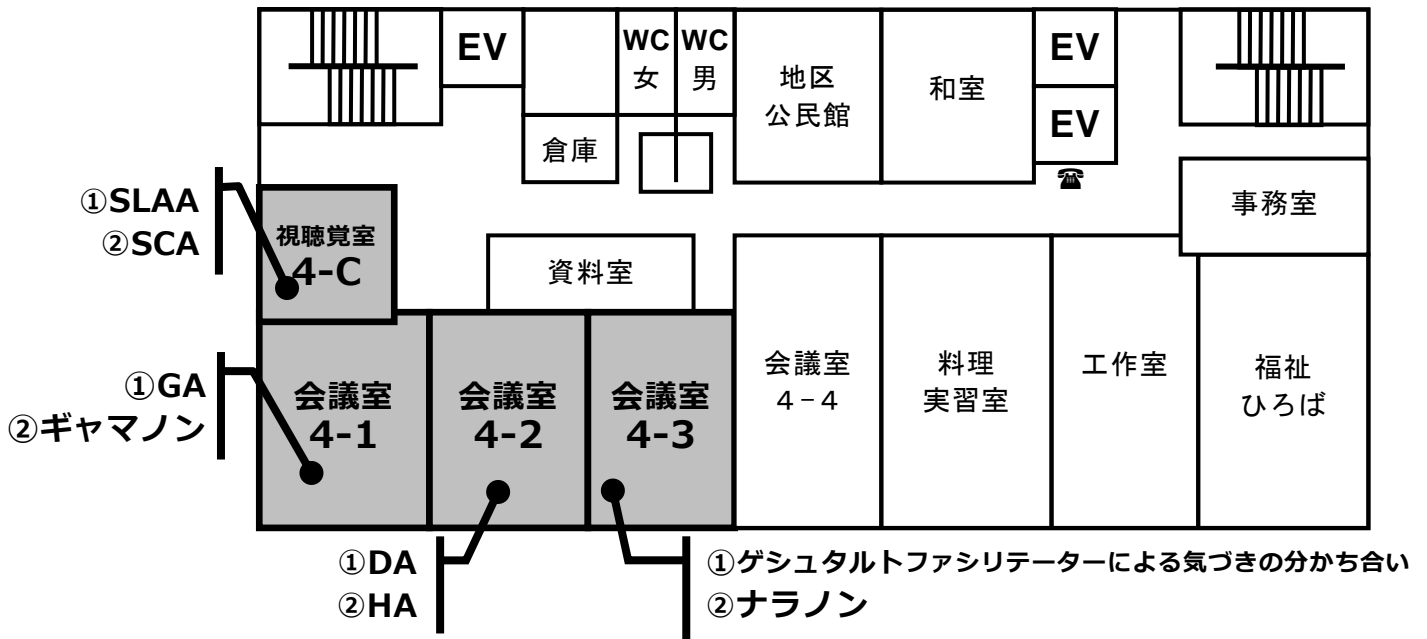 EV
WC
女
WC
男
地区
公民館
和室
EV
EV
倉庫
☎
事務室
①SLAA
②SCA
視聴覚室
4-C
資料室
①GA
②ギャマノン
会議室
4-1
会議室
4-2
会議室
4-3
会議室
4-4
料理
実習室
工作室
福祉
ひろば
①DA
②HA
①ゲシュタルトファシリテーターによる気づきの分かち合い
②ナラノン